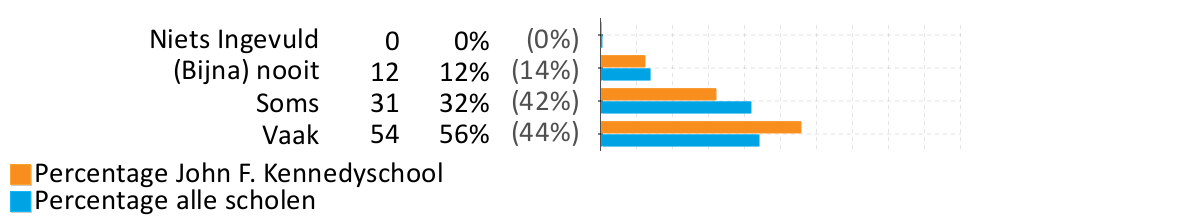 Niets Ingevuld 0 0% (0%)
(Bijna) nooit 12 12% (14%)
Soms 31 32% (42%)
Vaak 54 56% (44%)
Percentage John F. Kennedyschool
Percentage alle scholen